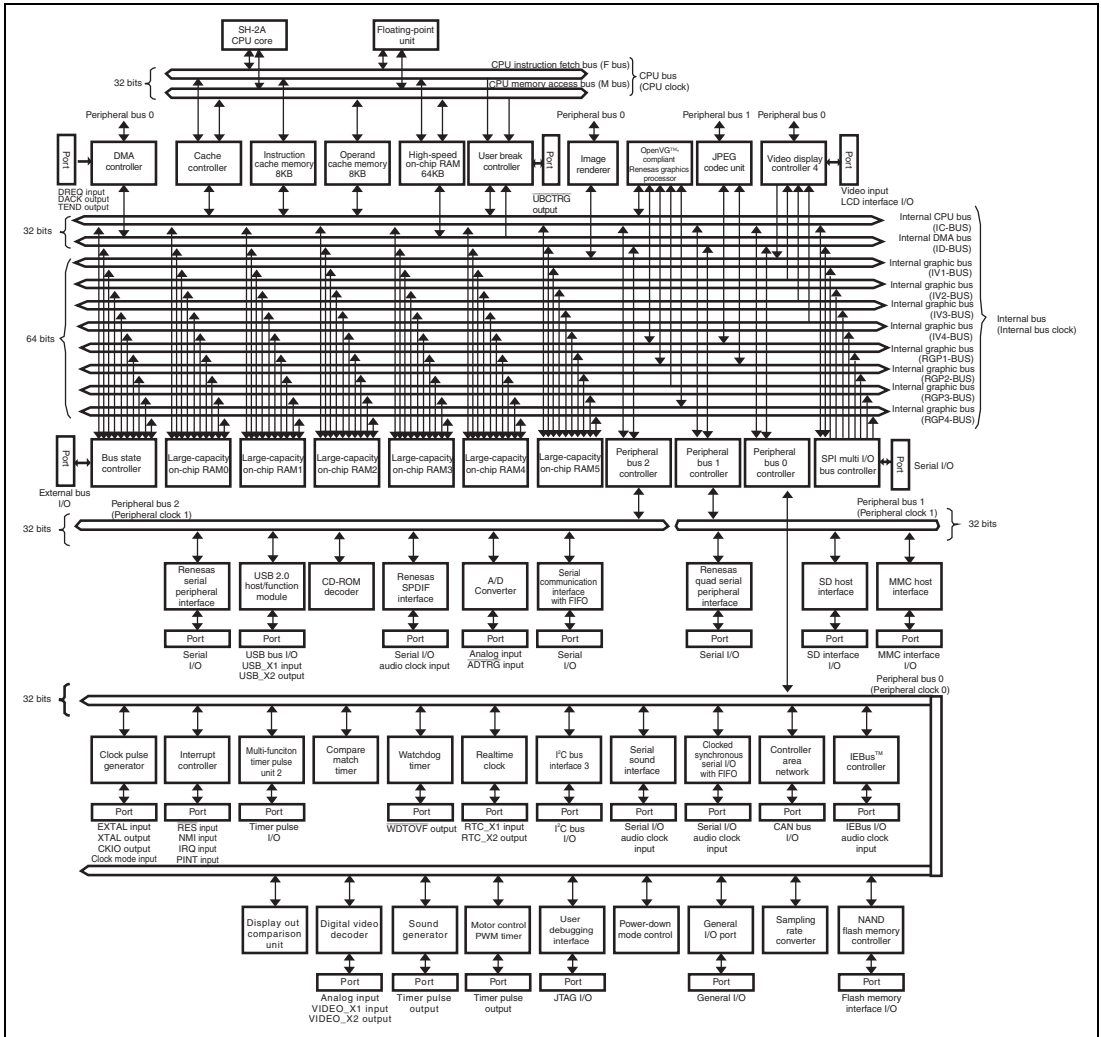 SH-2A
CPU core
Floating-point
unit
CPU instruction fetch bus (F bus)
CPU memory access bus (M bus)
CPU bus
(CPU clock)
32 bits
Peripheral bus 0
Peripheral bus 0
Peripheral bus 1
Peripheral bus 0
Port
DMA
controller
Cache
controller
Instruction
cache memory
8KB
Operand
cache memory
8KB
High-speed
on-chip RAM
64KB
User break
controller
Port
Image
renderer
OpenVG™-
compliant
Renesas graphics
processor
JPEG
codec unit
Video display
controller 4
Port
DREQ input
DACK output
TEND output
UBCTRG
output
Video input
LCD interface I/O
32 bits
Internal CPU bus
(IC-BUS)
Internal DMA bus
(ID-BUS)
Internal graphic bus
(IV1-BUS)
Internal graphic bus
(IV2-BUS)
Internal graphic bus
(IV3-BUS)
Internal graphic bus
(IV4-BUS)
Internal graphic bus
(RGP1-BUS)
Internal graphic bus
(RGP2-BUS)
Internal graphic bus
(RGP3-BUS)
Internal graphic bus
(RGP4-BUS)
64 bits
Internal bus
(Internal bus clock)
Port
Bus state
controller
Large-capacity
on-chip RAM0
Large-capacity
on-chip RAM1
Large-capacity
on-chip RAM2
Large-capacity
on-chip RAM3
Large-capacity
on-chip RAM4
Large-capacity
on-chip RAM5
Peripheral
bus 2
controller
Peripheral
bus 1
controller
Peripheral
bus 0
controller
SPI multi I/O
bus controller
Port
Serial I/O
External bus
I/O
Peripheral bus 2
(Peripheral clock 1)
Peripheral bus 1
(Peripheral clock 1)
32 bits
32 bits
Renesas
serial
peripheral
interface
USB 2.0
host/function
module
CD-ROM
decoder
Renesas
SPDIF
interface
A/D
Converter
Serial
communication
interface
with FIFO
Renesas
quad serial
peripheral
interface
SD host
interface
MMC host
interface
Port
Port
Port
Port
Port
Port
Port
Port
Serial
I/O
USB bus I/O
USB_X1 input
USB_X2 output
Serial I/O
audio clock input
Analog input
ADTRG input
Serial
I/O
Serial I/O
SD interface
I/O
MMC interface
I/O
Peripheral bus 0
(Peripheral clock 0)
32 bits
Clock pulse
generator
Interrupt
controller
Multi-funciton
timer pulse
unit 2
Compare
match
timer
Watchdog
timer
Realtime
clock
I²C bus
interface 3
Serial
sound
interface
Clocked
synchronous
serial I/O
with FIFO
Controller
area
network
IEBus™
controller
Port
Port
Port
Port
Port
Port
Port
Port
Port
Port
EXTAL input
XTAL output
CKIO output
Clock mode input
RES input
NMI input
IRQ input
PINT input
Timer pulse
I/O
WDTOVF output
RTC_X1 input
RTC_X2 output
I²C bus
I/O
Serial I/O
audio clock
input
Serial I/O
audio clock
input
CAN bus
I/O
IEBus I/O
audio clock
input
Display out
comparison
unit
Digital video
decoder
Sound
generator
Motor control
PWM timer
User
debugging
interface
Power-down
mode control
General
I/O port
Sampling
rate
converter
NAND
flash memory
controller
Port
Port
Port
Port
Port
Port
Analog input
VIDEO_X1 input
VIDEO_X2 output
Timer pulse
output
Timer pulse
output
JTAG I/O
General I/O
Flash memory
interface I/O